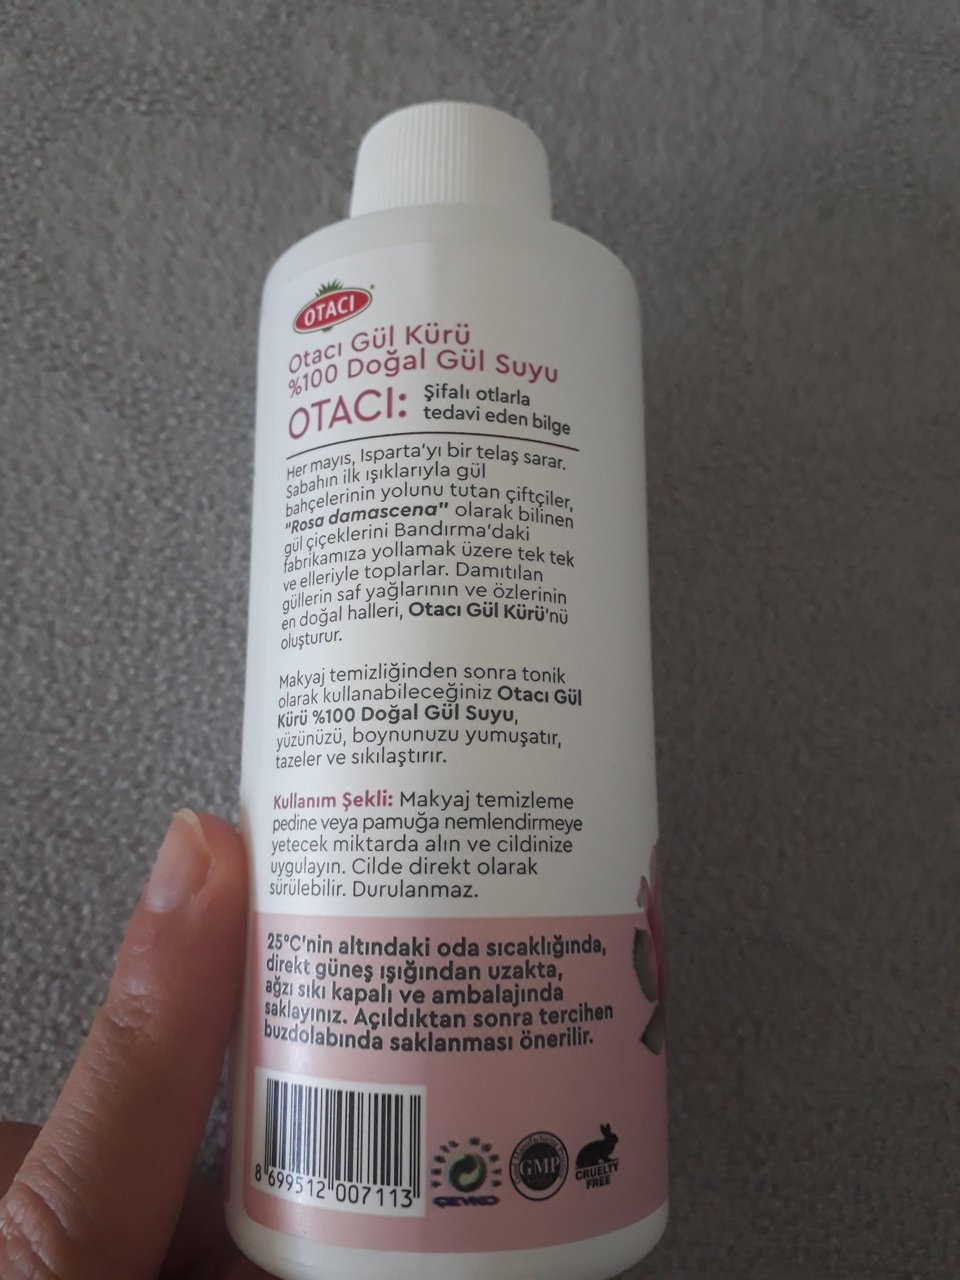 OTACI
Otacı Gül Kürü
%100 Doğal Gül Suyu
OTACI: Şifalı otlarla
tedavi eden bilge
Her mayıs, Isparta'yı bir telaş sarar.
Sabahın ilk ışıklarıyla gül
bahçelerinin yolunu tutan çiftçiler,
"Rosa damascena" olarak bilinen
gül çiçeklerini Bandırma'daki
fabrikamıza yollamak üzere tek tek
ve elleriyle toplarlar. Damıtılan
güllerin saf yağlarının ve özlerinin
en doğal halleri, Otacı Gül Kürü'nü
oluşturur.
Makyaj temizliğinden sonra tonik
olarak kullanabileceğiniz Otacı Gül
Kürü %100 Doğal Gül Suyu,
yüzünüzü, boynunuzu yumuşatır,
tazeler ve sıkılaştırır.
Kullanım Şekli: Makyaj temizleme
pedine veya pamuğa nemlendirmeye
yetecek miktarda alın ve cildinize
uygulayın. Cilde direkt olarak
sürülebilir. Durulanmaz.
25°C'nin altındaki oda sıcaklığında,
direkt güneş ışığından uzakta,
ağzı sıkı kapalı ve ambalajında
saklayınız. Açıldıktan sonra tercihen
buzdolabında saklanması önerilir.
8 699512 007113
YEŞİL NOKTA
ÇEVKO
GMP
CRUELTY
FREE